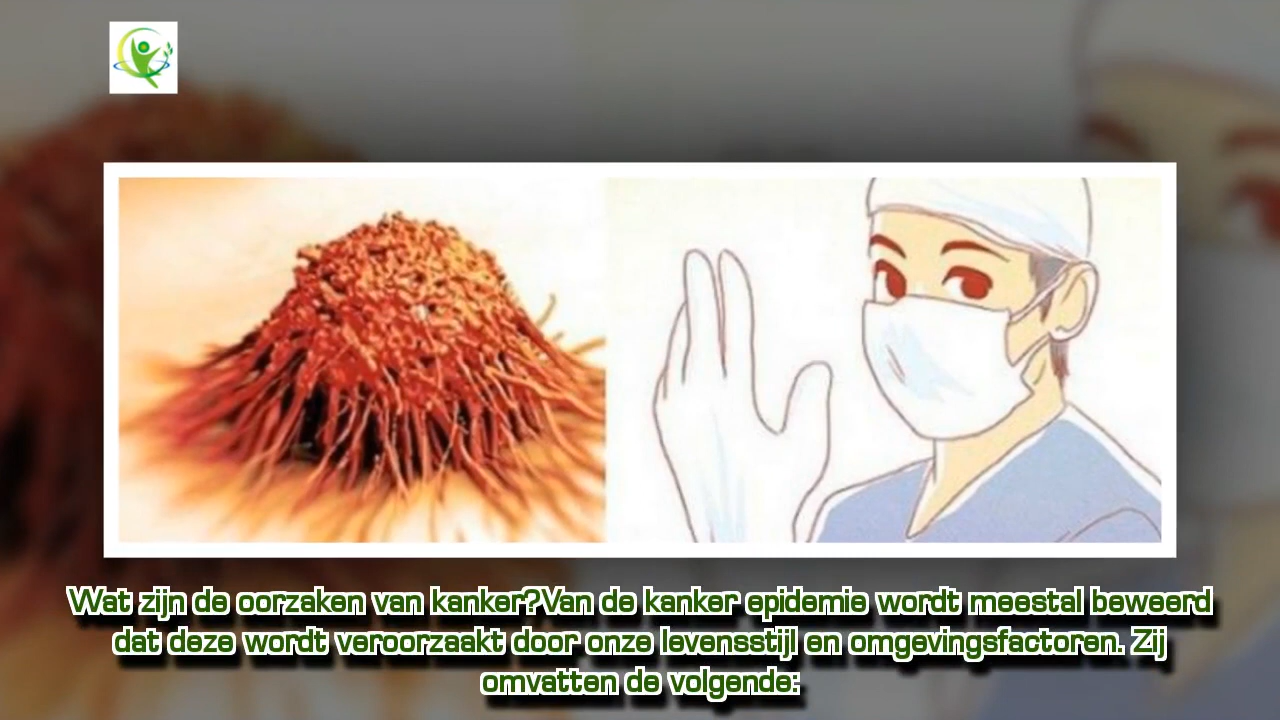 Wat zijn de oorzaken van kanker?Van de kanker epidemie wordt meestal beweerd
dat deze wordt veroorzaakt door onze levensstijl en omgevingsfactoren. Zij
omvatten de volgende: